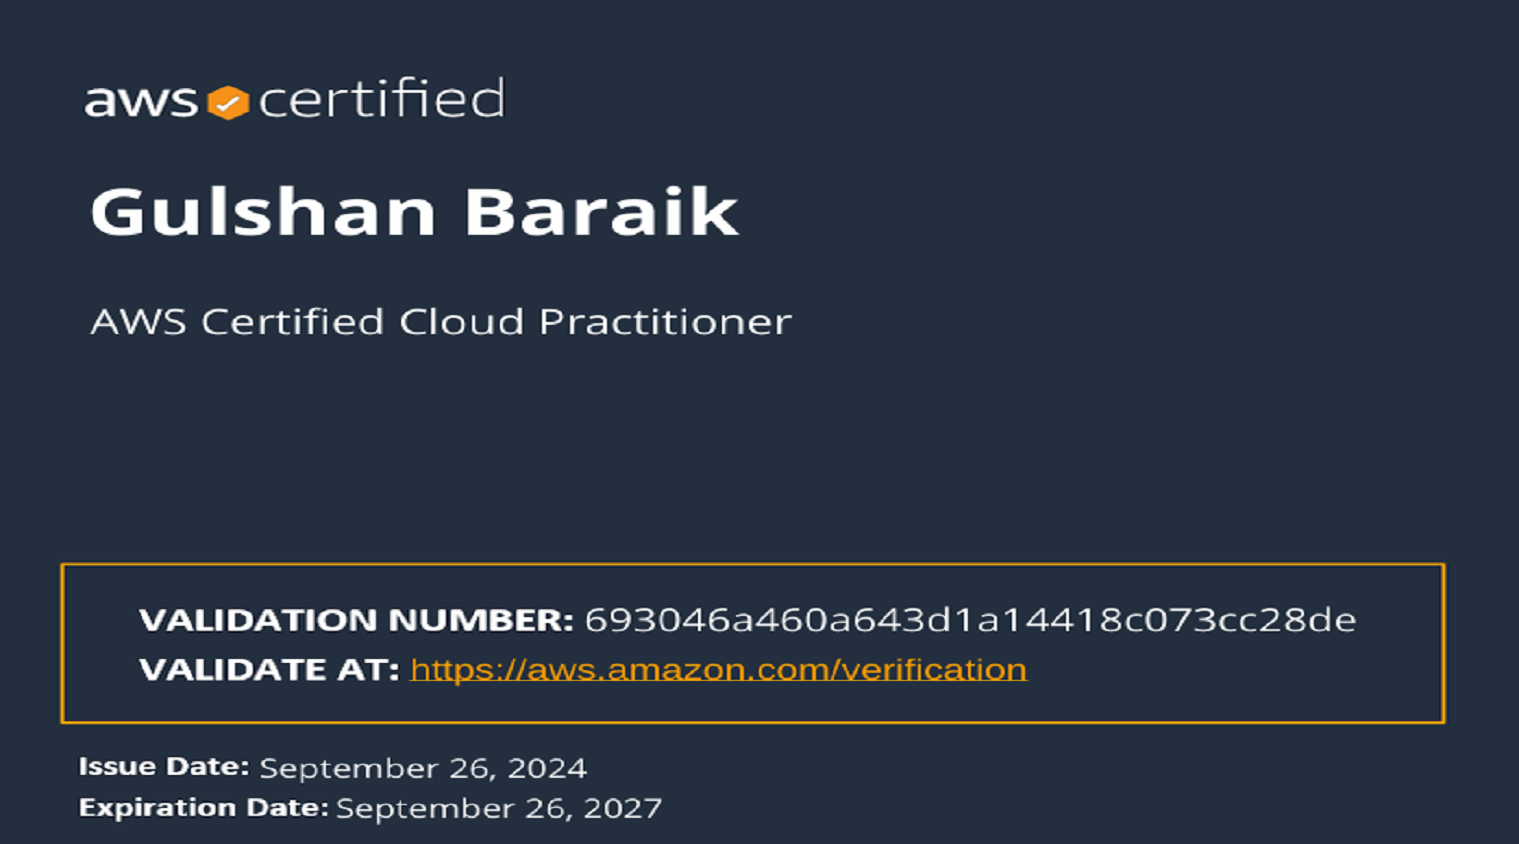 aws certified
Gulshan Baraik
AWS Certified Cloud Practitioner
VALIDATION NUMBER: 693046a460a643d1a14418c073cc28de
VALIDATE AT: https://aws.amazon.com/verification
Issue Date: September 26, 2024
Expiration Date: September 26, 2027